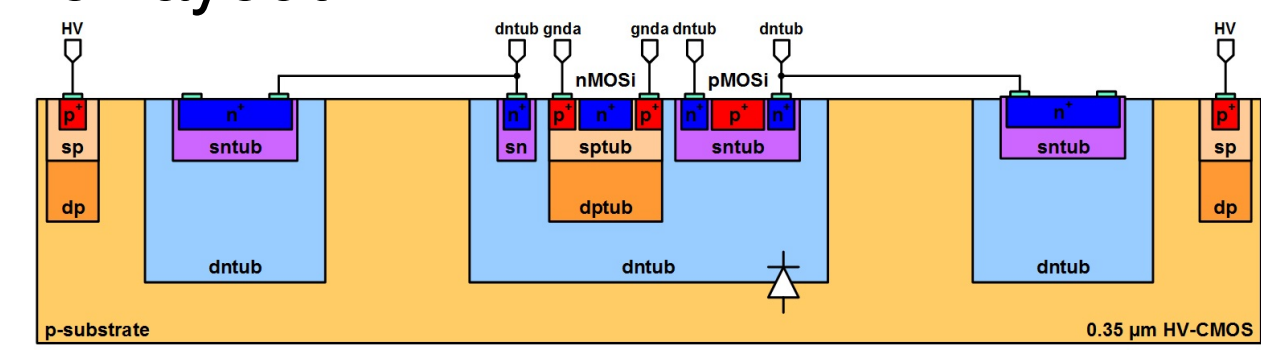 HV dntub gnda gnda dntub dntub HV
nMOSi pMOSi
p+ n+ n+ p+ n+ p+ n+ p+ n+ n+ p+
sp sntub sn sptub sntub sntub sp
dp dptub dp
dntub dntub dntub
p-substrate 0.35 µm HV-CMOS